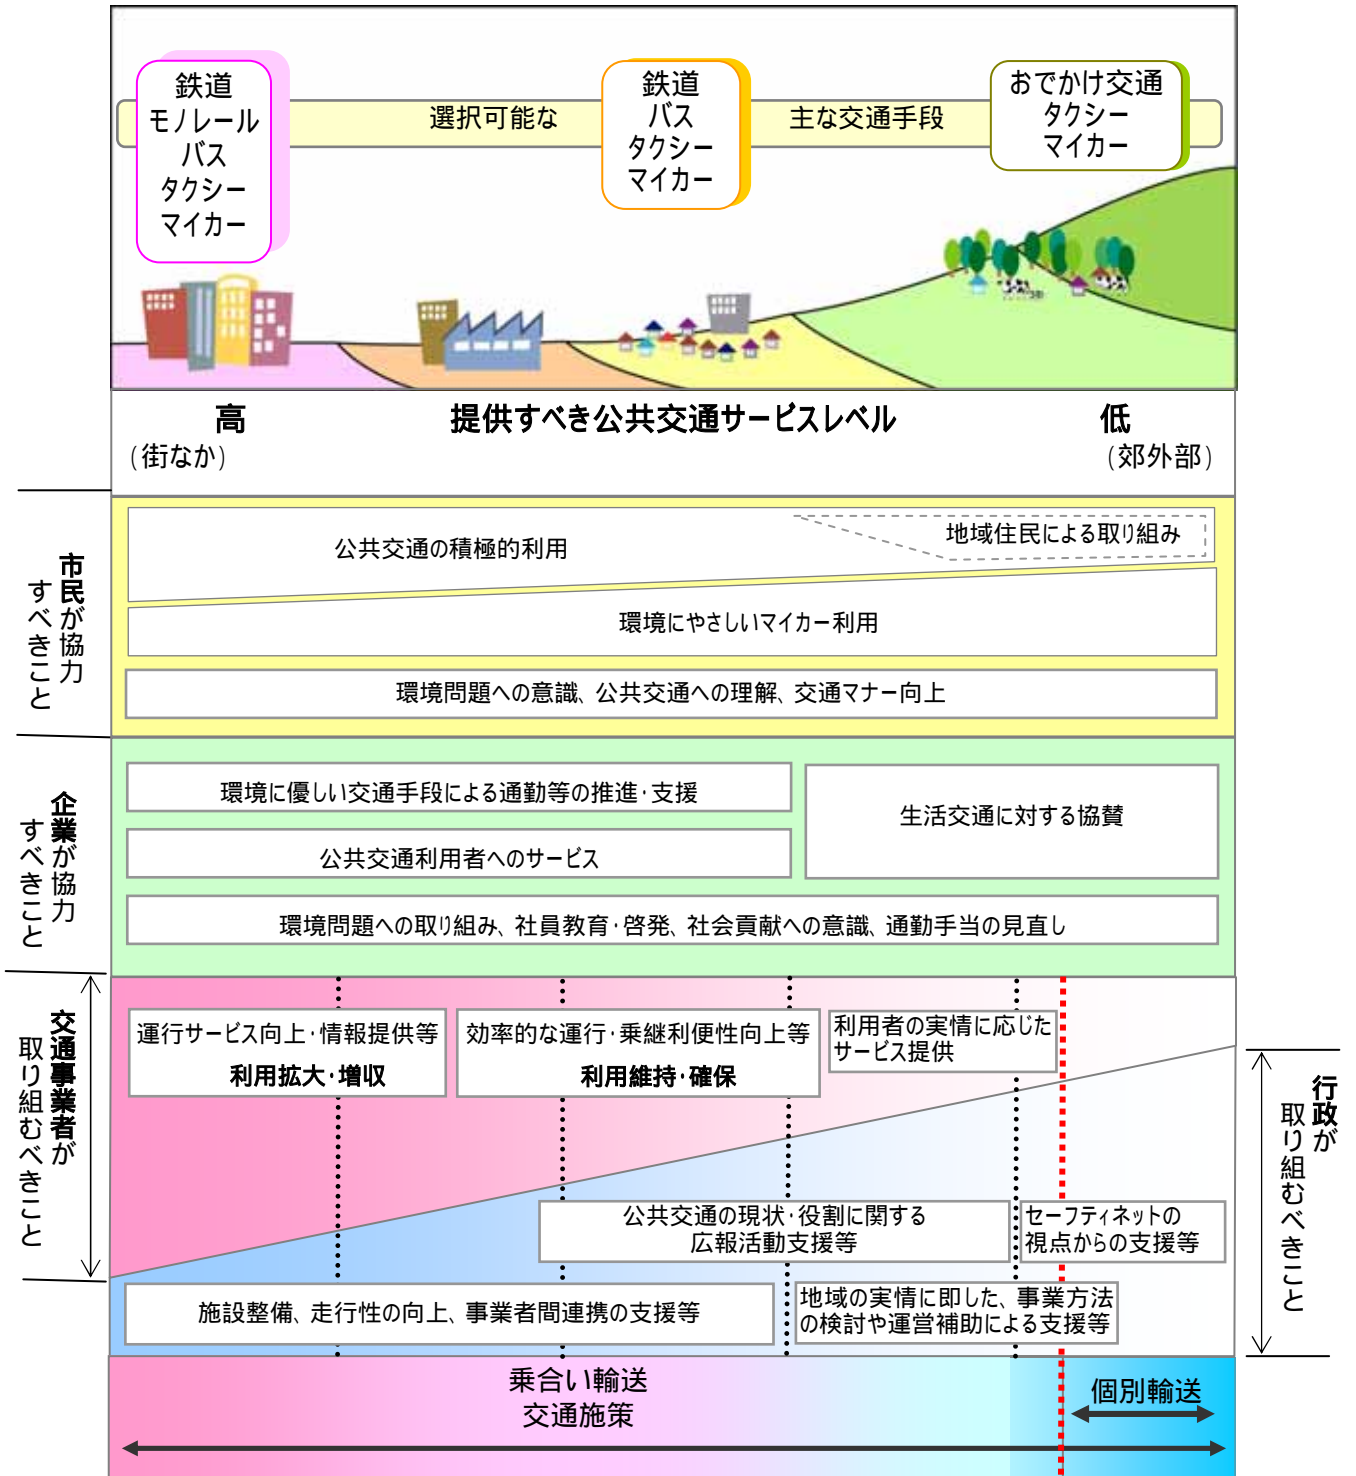 鉄道
モノレール
バス
タクシー
マイカー
選択可能な
鉄道
バス
タクシー
マイカー
主な交通手段
おでかけ交通
タクシー
マイカー
高
提供すべき公共交通サービスレベル
低
(街なか)
(郊外部)
市民が協力
すべきこと
公共交通の積極的利用
地域住民による取り組み
環境にやさしいマイカー利用
環境問題への意識、公共交通への理解、交通マナー向上
企業が協力
すべきこと
環境に優しい交通手段による通勤等の推進・支援
公共交通利用者へのサービス
生活交通に対する協賛
環境問題への取り組み、社員教育・啓発、社会貢献への意識、通勤手当の見直し
交通事業者が
取り組むべきこと
運行サービス向上・情報提供等
利用拡大・増収
効率的な運行・乗継利便性向上等
利用維持・確保
利用者の実情に応じた
サービス提供
行政が
取り組むべきこと
公共交通の現状・役割に関する
広報活動支援等
セーフティネットの
視点からの支援等
施設整備、走行性の向上、事業者間連携の支援等
地域の実情に即した、事業方法
の検討や運営補助による支援等
乗合い輸送
交通施策
個別輸送